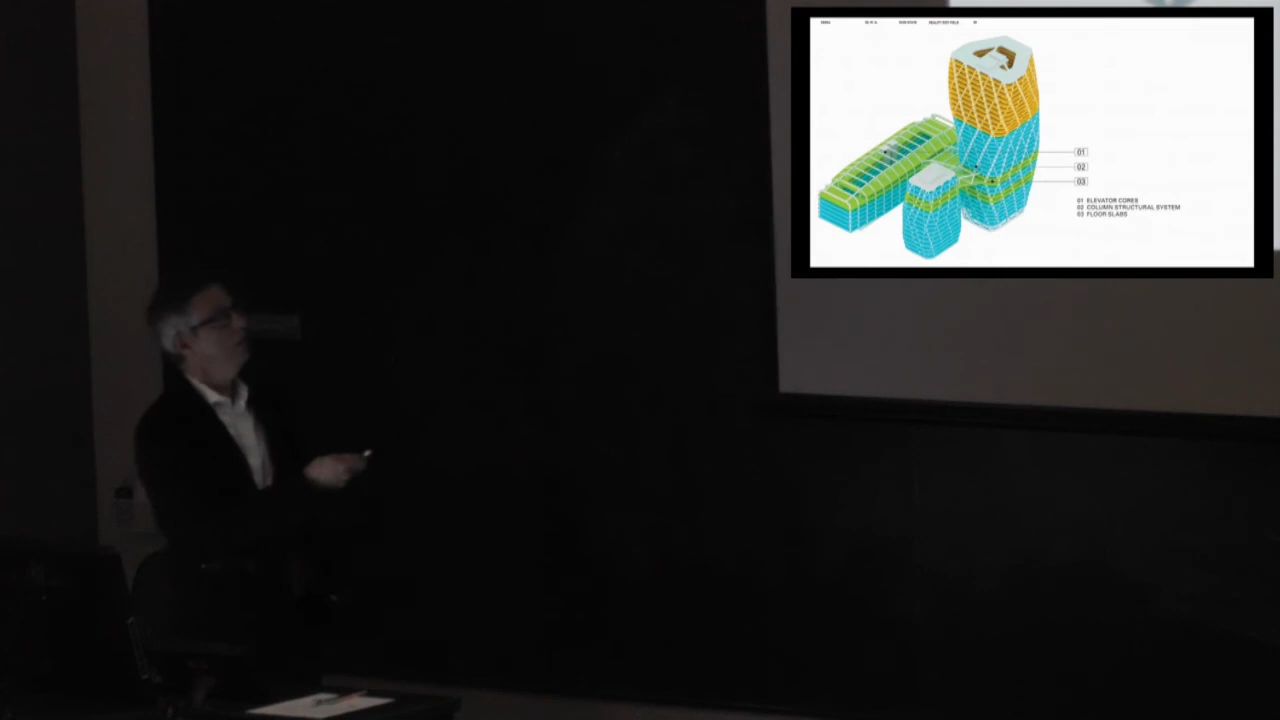 01
02
03
01 ELEVATOR CORES
02 COLUMN STRUCTURAL SYSTEM
03 FLOOR SLABS